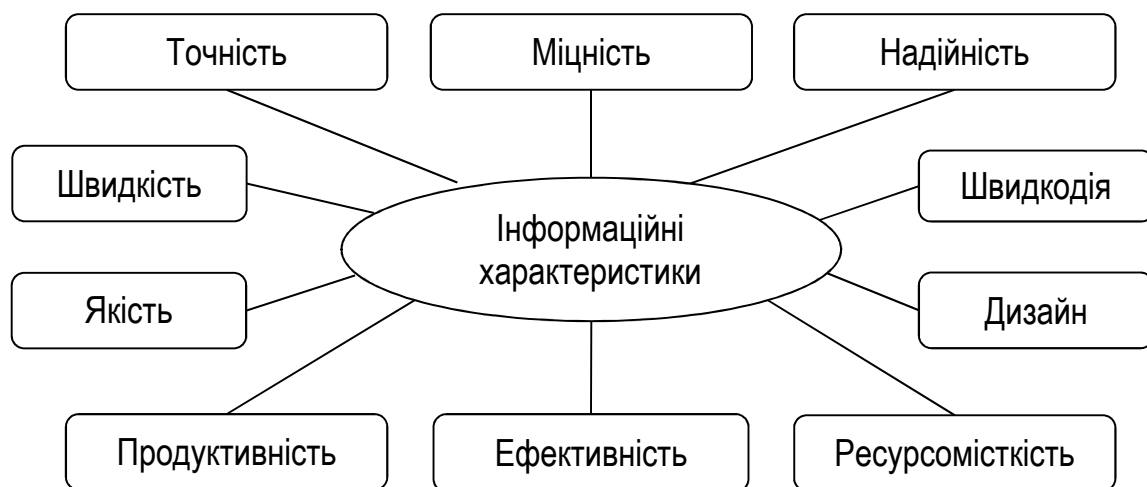 Точність
Міцність
Надійність
Швидкість
Швидкодія
Інформаційні
характеристики
Якість
Дизайн
Продуктивність
Ефективність
Ресурсомісткість